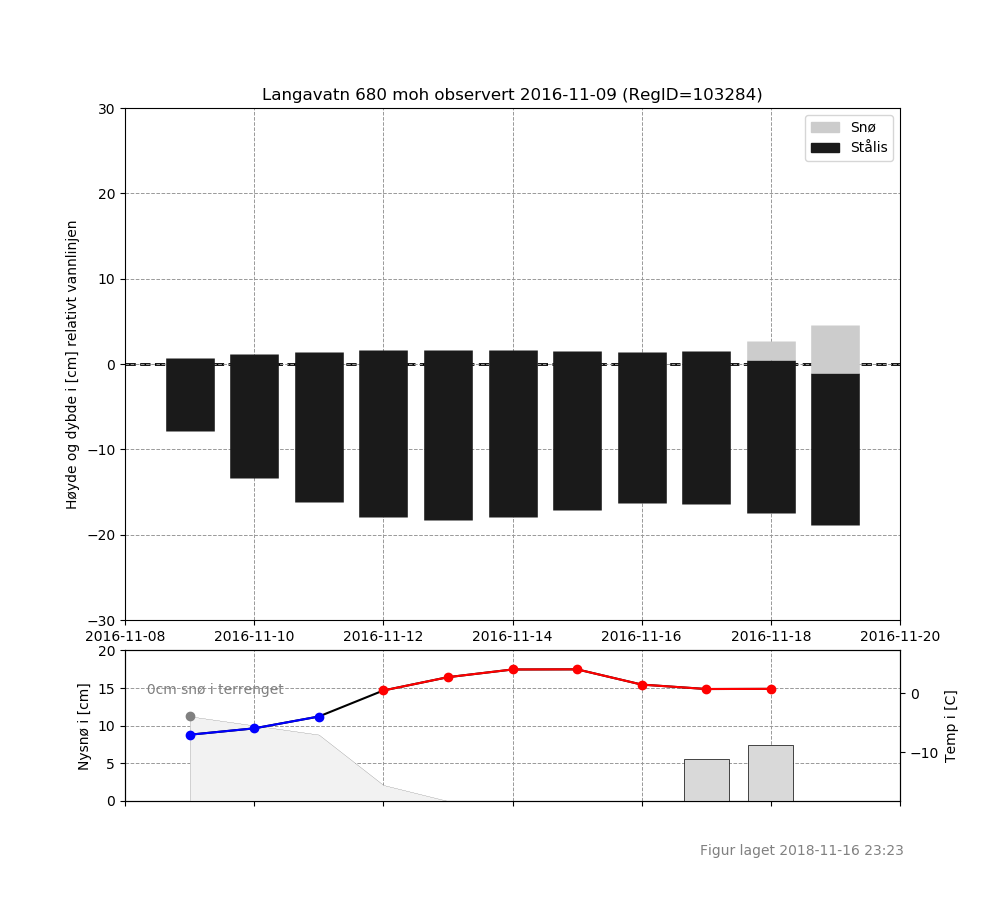 Langavatn 680 moh observert 2016-11-09 (RegID=103284)
Snø
Stålis
Høyde og dybde i [cm] relativt vannlinjen
30
20
10
0
−10
−20
−30
2016-11-08 2016-11-10 2016-11-12 2016-11-14 2016-11-16 2016-11-18 2016-11-20
Nysnø i [cm]
20
15
10
5
0
0cm snø i terrenget
0
−10
Temp i [C]
Figur laget 2018-11-16 23:23